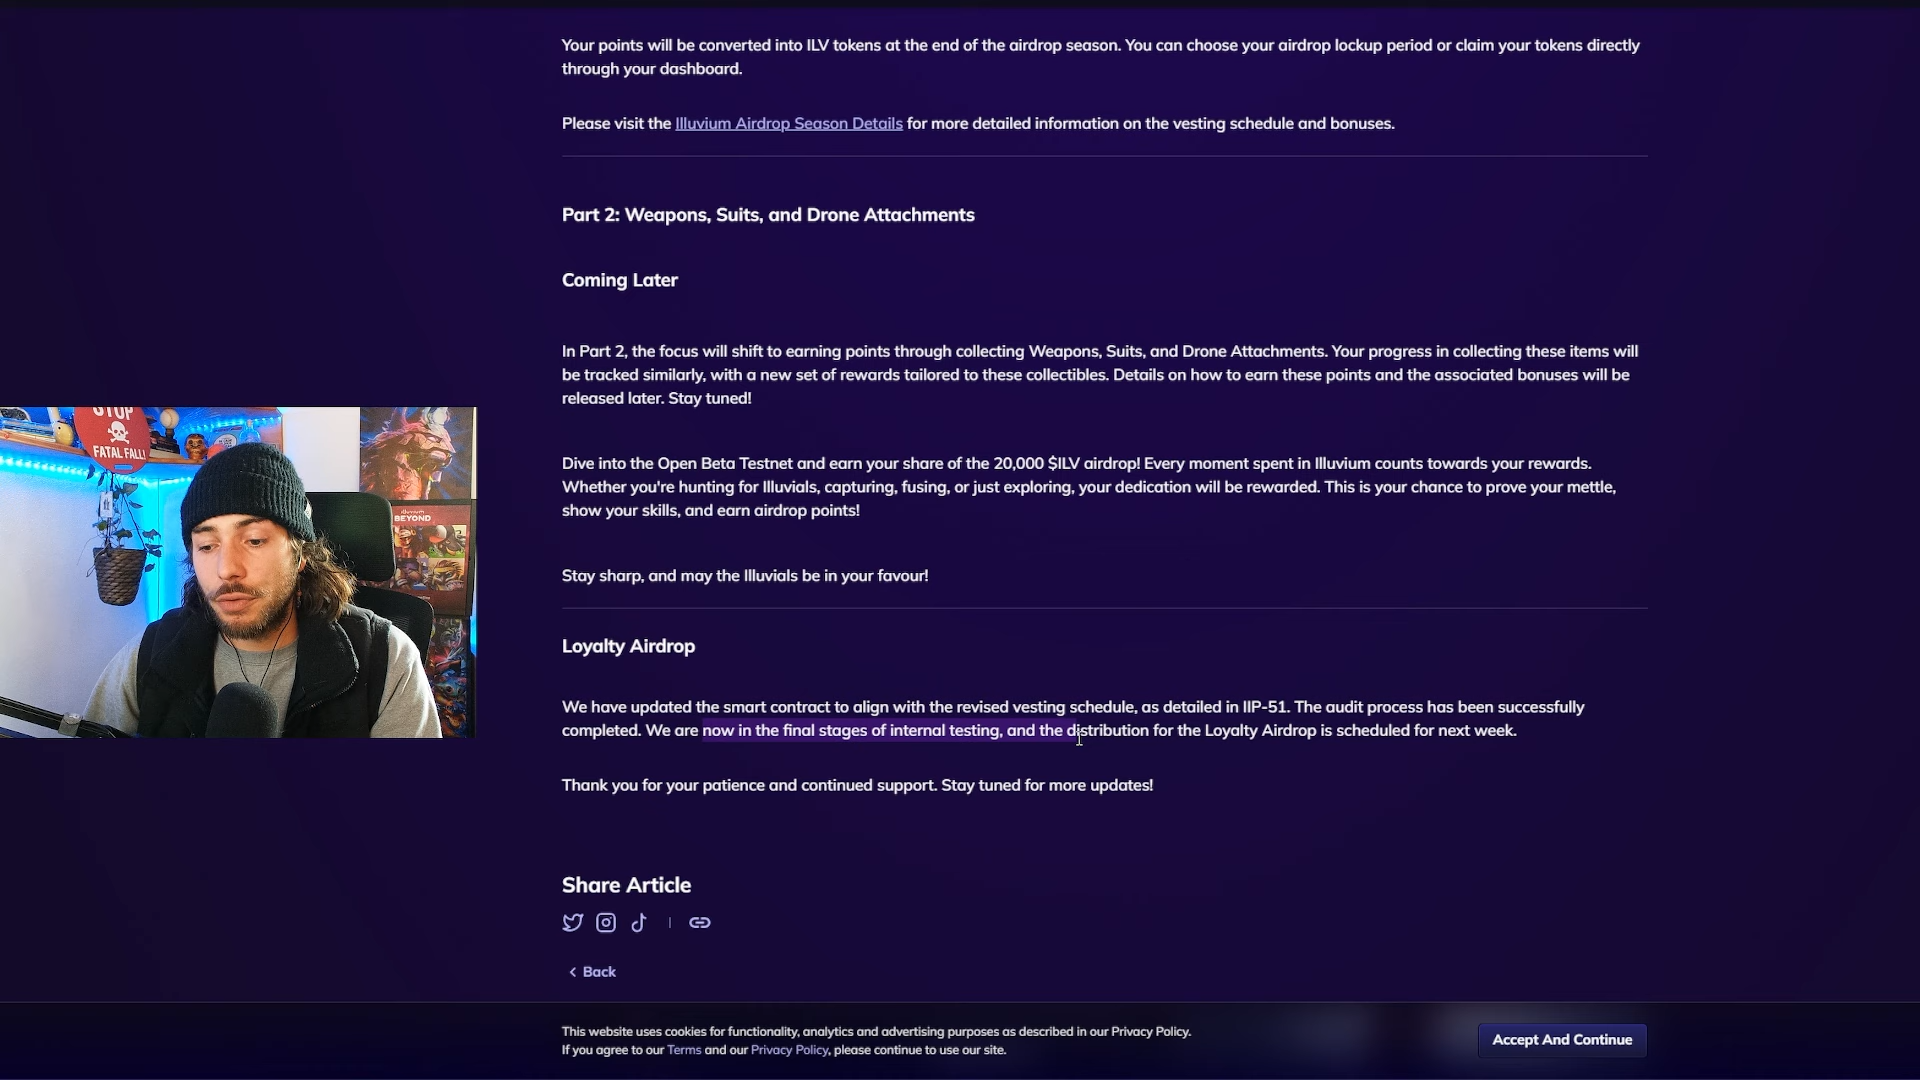 Your points will be converted into ILV tokens at the end of the airdrop season. You can choose your airdrop lockup period or claim your tokens directly
through your dashboard.
Please visit the Illuvium Airdrop Season Details for more detailed information on the vesting schedule and bonuses.
Part 2: Weapons, Suits, and Drone Attachments
Coming Later
In Part 2, the focus will shift to earning points through collecting Weapons, Suits, and Drone Attachments. Your progress in collecting these items will
be tracked similarly, with a new set of rewards tailored to these collectibles. Details on how to earn these points and the associated bonuses will be
released later. Stay tuned!
Dive into the Open Beta Testnet and earn your share of the 20,000 $ILV airdrop! Every moment spent in Illuvium counts towards your rewards.
Whether you're hunting for Illuvials, capturing, fusing, or just exploring, your dedication will be rewarded. This is your chance to prove your mettle,
show your skills, and earn airdrop points!
Stay sharp, and may the Illuvials be in your favour!
Loyalty Airdrop
We have updated the smart contract to align with the revised vesting schedule, as detailed in IIP-51. The audit process has been successfully
completed. We are now in the final stages of internal testing, and the distribution for the Loyalty Airdrop is scheduled for next week.
Thank you for your patience and continued support. Stay tuned for more updates!
Share Article
Back
This website uses cookies for functionality, analytics and advertising purposes as described in our Privacy Policy.
If you agree to our Terms and our Privacy Policy, please continue to use our site.
Accept And Continue
STOP
FATAL FALL!
BEYOND